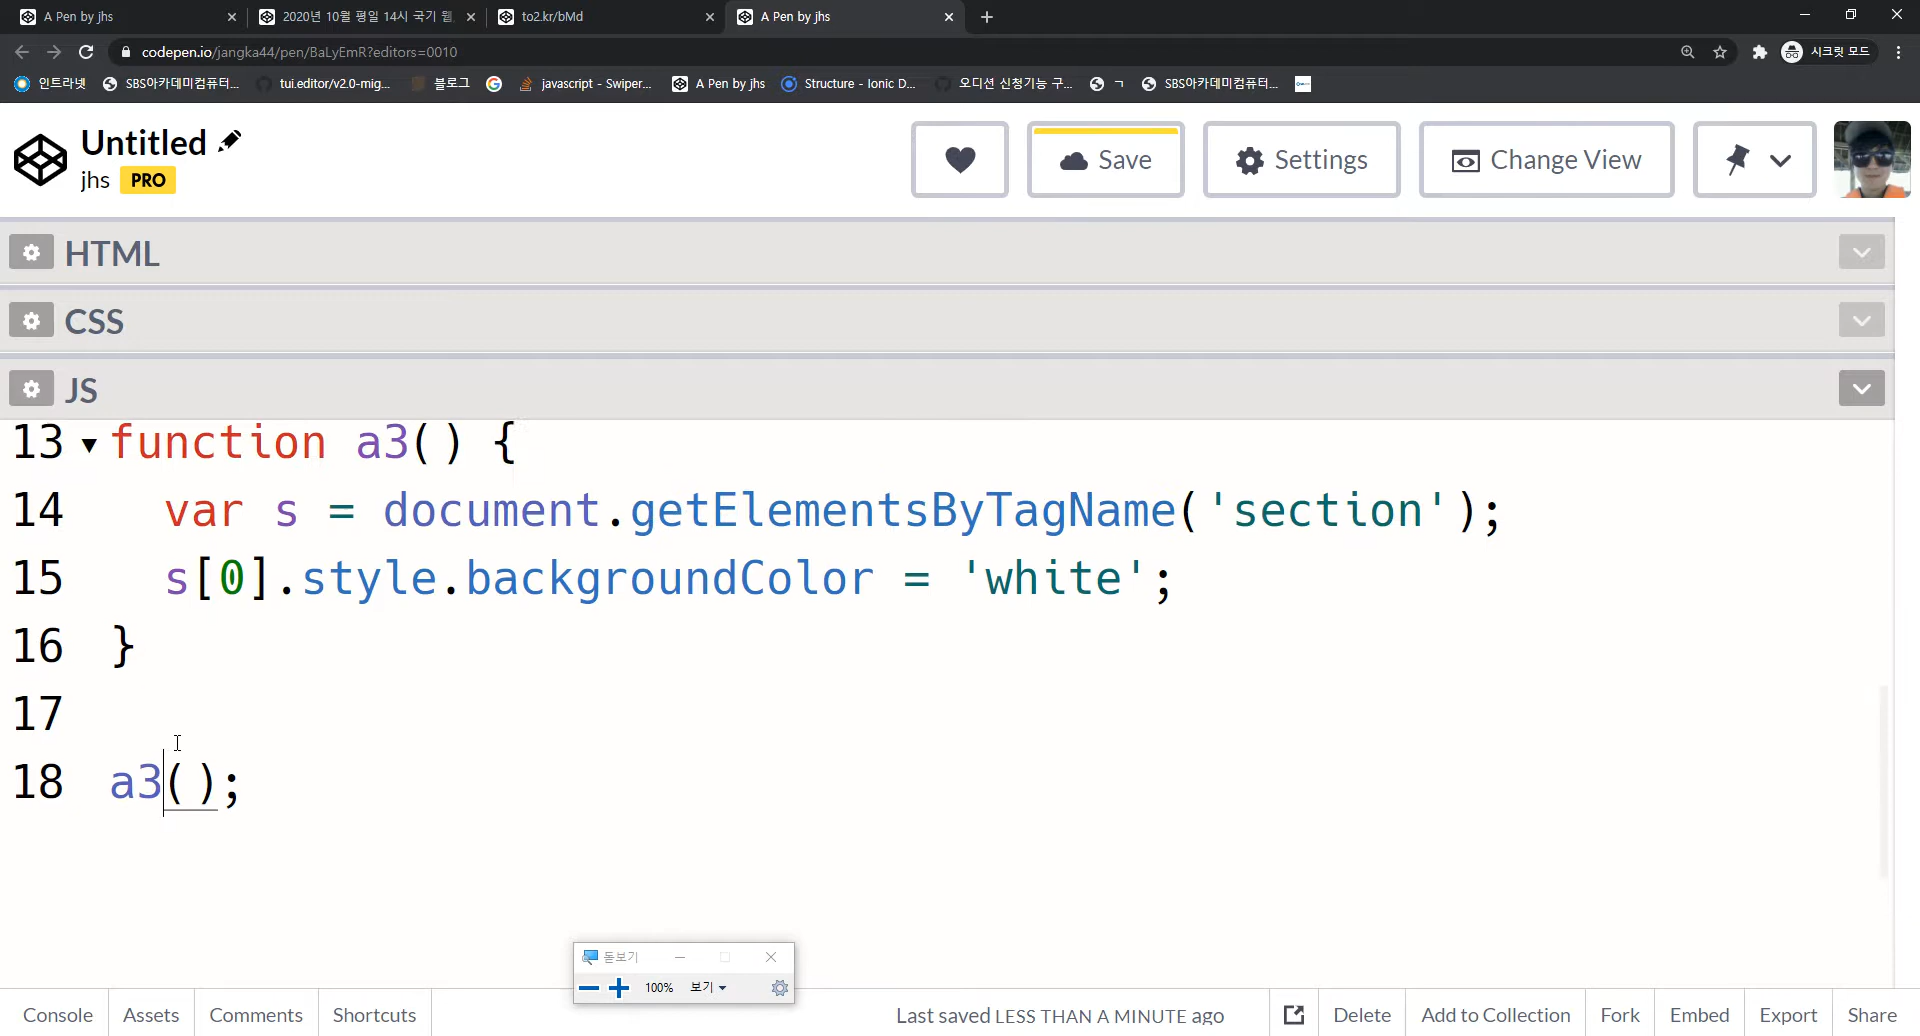 A Pen by jhs
2020년 10월 평일 14시 국기 웹
to2.kr/bMd
A Pen by jhs
codepen.io/jangka44/pen/BaLyEmR?editors=0010
시크릿 모드
인트라넷
SBS아카데미컴퓨터...
tui.editor/v2.0-mig...
블로그
javascript - Swiper...
A Pen by jhs
Structure - Ionic D...
오디션 신청기능 구...
ㄱ
SBS아카데미컴퓨터...
Untitled
jhs PRO
Save
Settings
Change View
HTML
CSS
JS
13 function a3() {
14 var s = document.getElementsByTagName('section');
15 s[0].style.backgroundColor = 'white';
16 }
17
18 a3();
돋보기
100%
보기
Console
Assets
Comments
Shortcuts
Last saved LESS THAN A MINUTE ago
Delete
Add to Collection
Fork
Embed
Export
Share